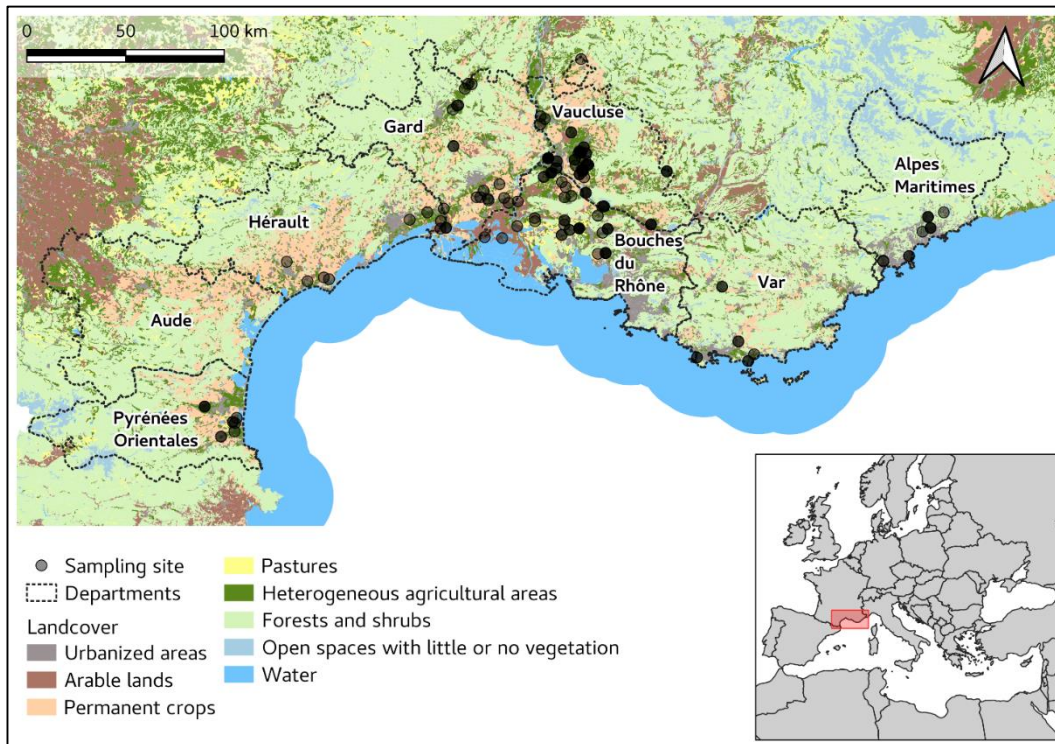 0 50 100 km
Vaucluse
Gard
Alpes
Maritimes
Hérault
Bouches
du
Rhône
Var
Aude
Pyrénées
Orientales
Sampling site
Departments
Landcover
Urbanized areas
Arable lands
Permanent crops
Pastures
Heterogeneous agricultural areas
Forests and shrubs
Open spaces with little or no vegetation
Water